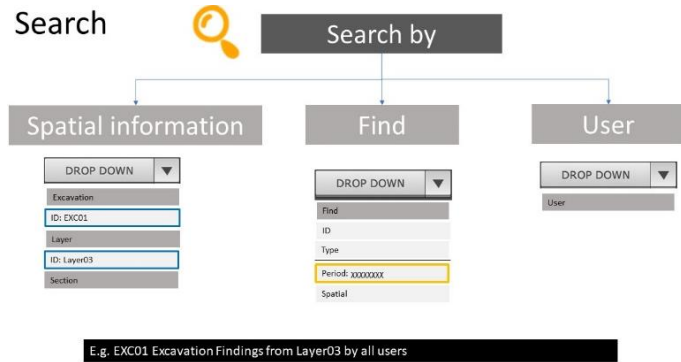 Search
Search by
Spatial information
Find
User
DROP DOWN
Excavation
ID: EXC01
Layer
ID: Layer03
Section
DROP DOWN
Find
ID
Type
Period: xxxxxxxx
Spatial
DROP DOWN
User
E.g. EXC01 Excavation Findings from Layer03 by all users